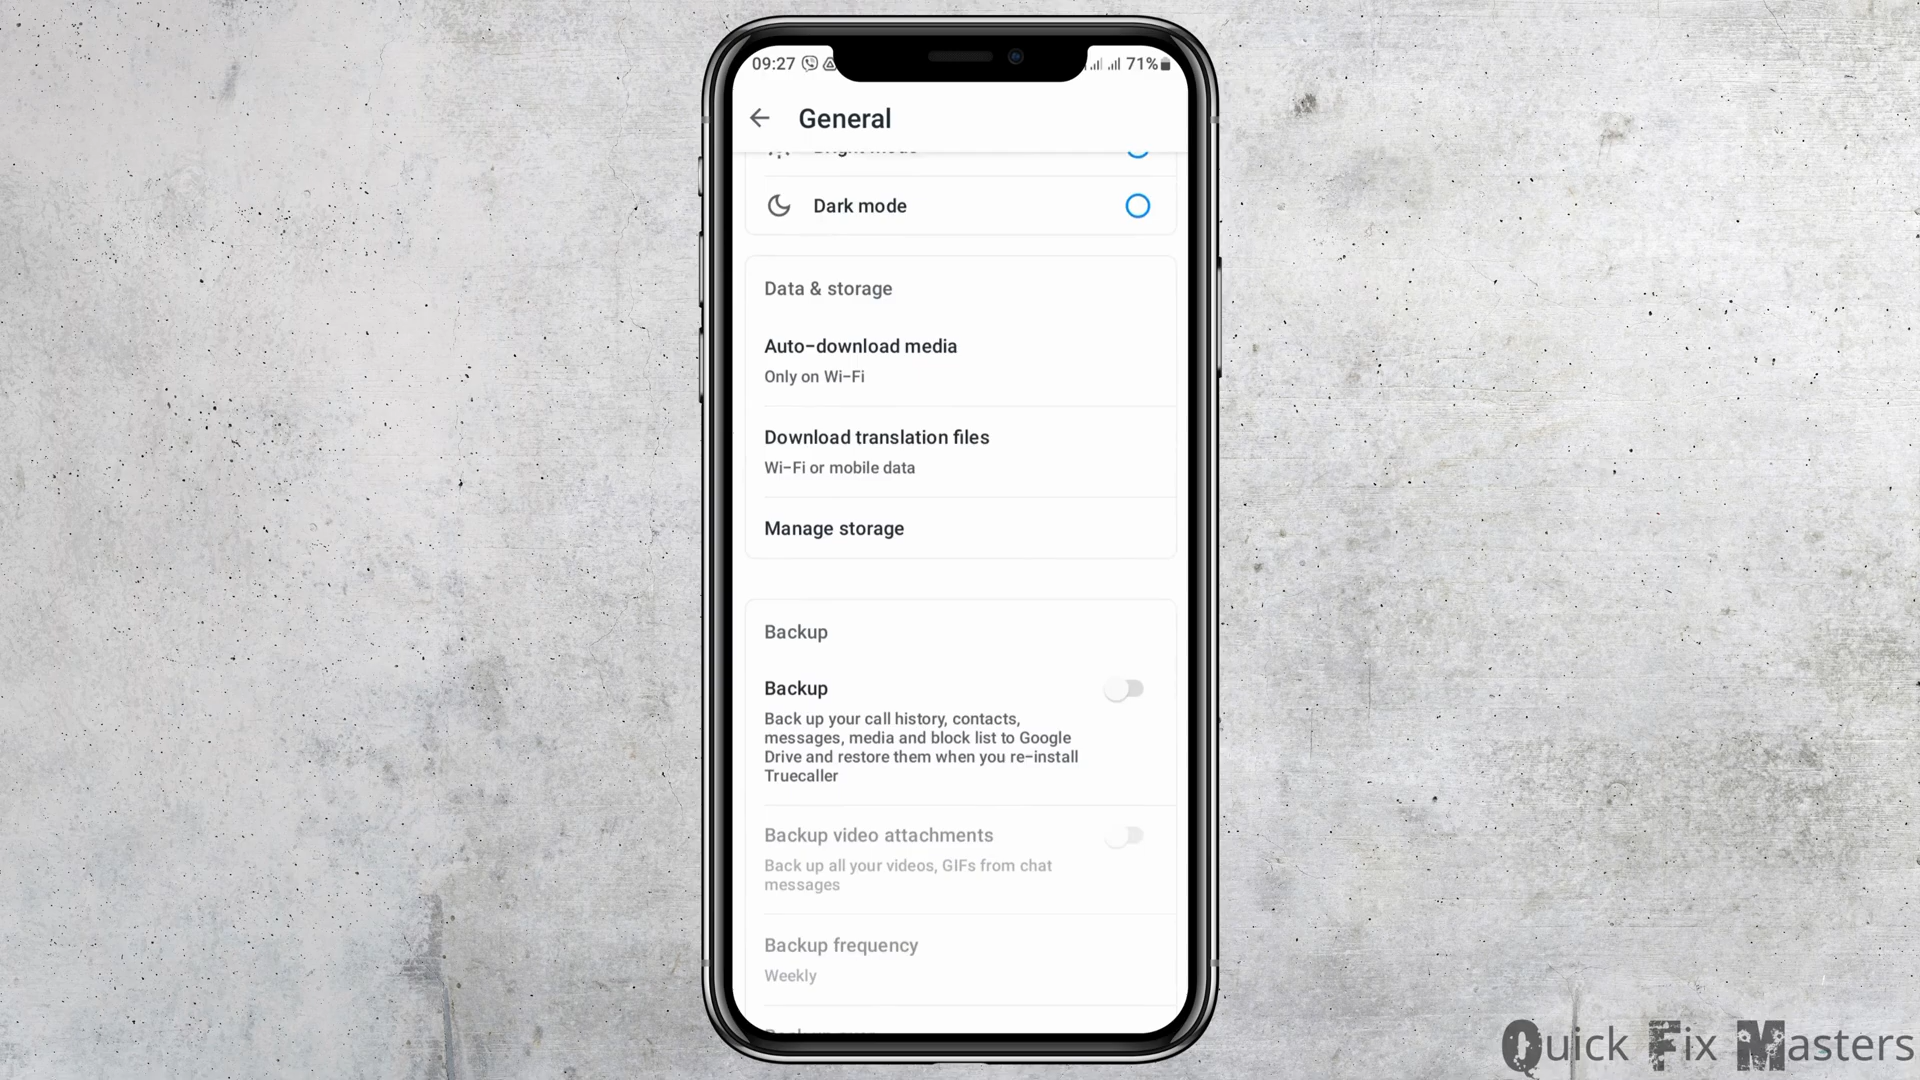 09:27
71%
General
Dark mode
Data & storage
Auto-download media
Only on Wi-Fi
Download translation files
Wi-Fi or mobile data
Manage storage
Backup
Backup
Back up your call history, contacts,
messages, media and block list to Google
Drive and restore them when you re-install
Truecaller
Backup video attachments
Back up all your videos, GIFs from chat
messages
Backup frequency
Weekly
Quick Fix Masters